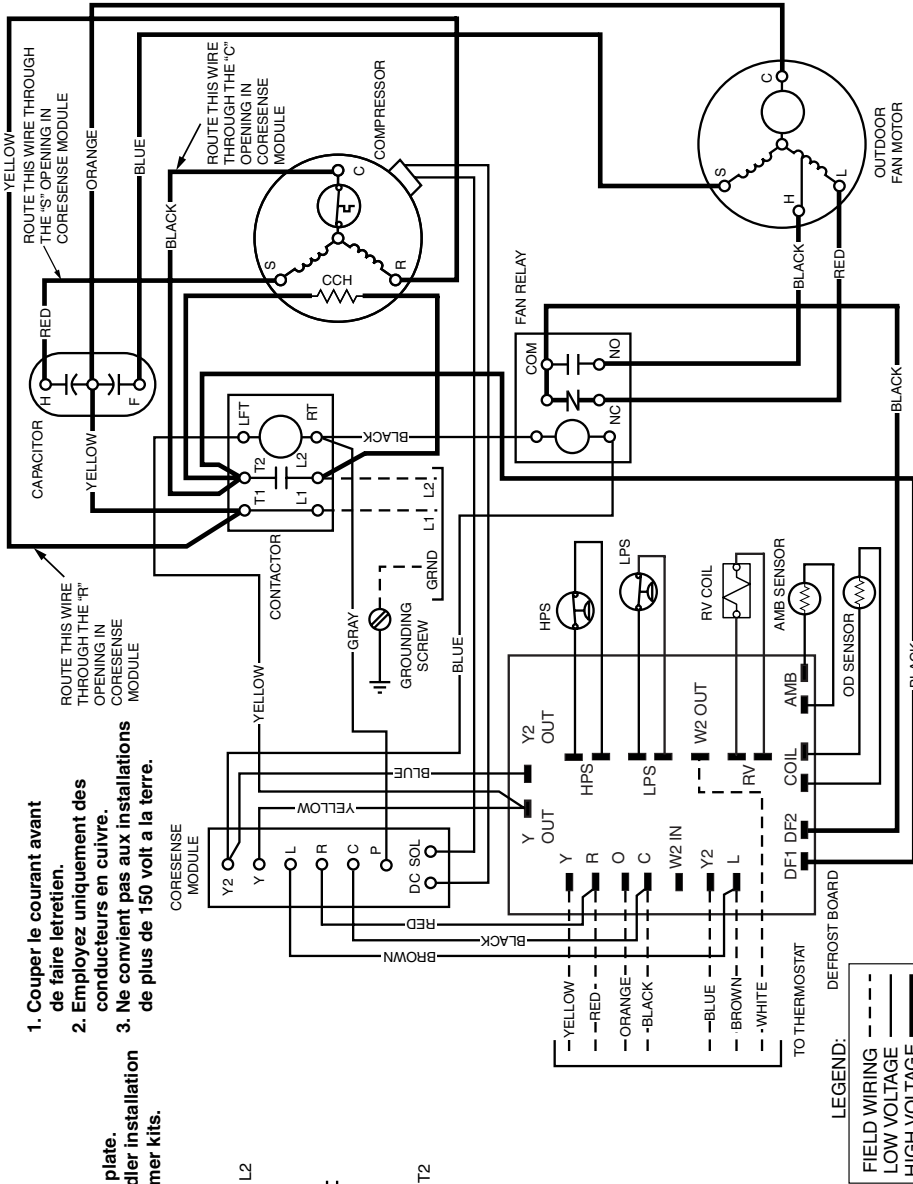 1. Couper le courant avant
de faire letretien.
2. Employez uniquement des
conducteurs en cuivre.
3. Ne convient pas aux installations
de plus de 150 volt a la terre.
plate.
dler installation
mer kits.
L2
T2
YELLOW
ROUTE THIS WIRE THROUGH
THE "S" OPENING IN
CORESENSE MODULE
ORANGE
BLUE
RED
H
F
CAPACITOR
YELLOW
BLACK
ROUTE THIS WIRE
THROUGH THE "C"
OPENING IN
CORESENSE
MODULE
COMPRESSOR
C
S
R
CCH
ROUTE THIS WIRE
THROUGH THE "R"
OPENING IN
CORESENSE
MODULE
LFT
RT
T2
L2
T1
L1
CONTACTOR
BLACK
L2
L1
GRND
GROUNDING
SCREW
GRAY
YELLOW
BLUE
FAN RELAY
COM
NO
NC
BLACK
RED
C
S
H
L
OUTDOOR
FAN MOTOR
BLACK
BLACK
CORESENSE
MODULE
Y2
Y
L
R
C
P
DC
SOL
BLUE
YELLOW
RED
BLACK
BROWN
Y
OUT
Y2
OUT
HPS
LPS
W2 OUT
RV
Y
R
O
C
W2 IN
Y2
L
DF1
DF2
COIL
AMB
HPS
LPS
RV COIL
AMB SENSOR
OD SENSOR
DEFROST BOARD
YELLOW
RED
ORANGE
BLACK
BLUE
BROWN
WHITE
TO THERMOSTAT
LEGEND:
FIELD WIRING
LOW VOLTAGE
HIGH VOLTAGE